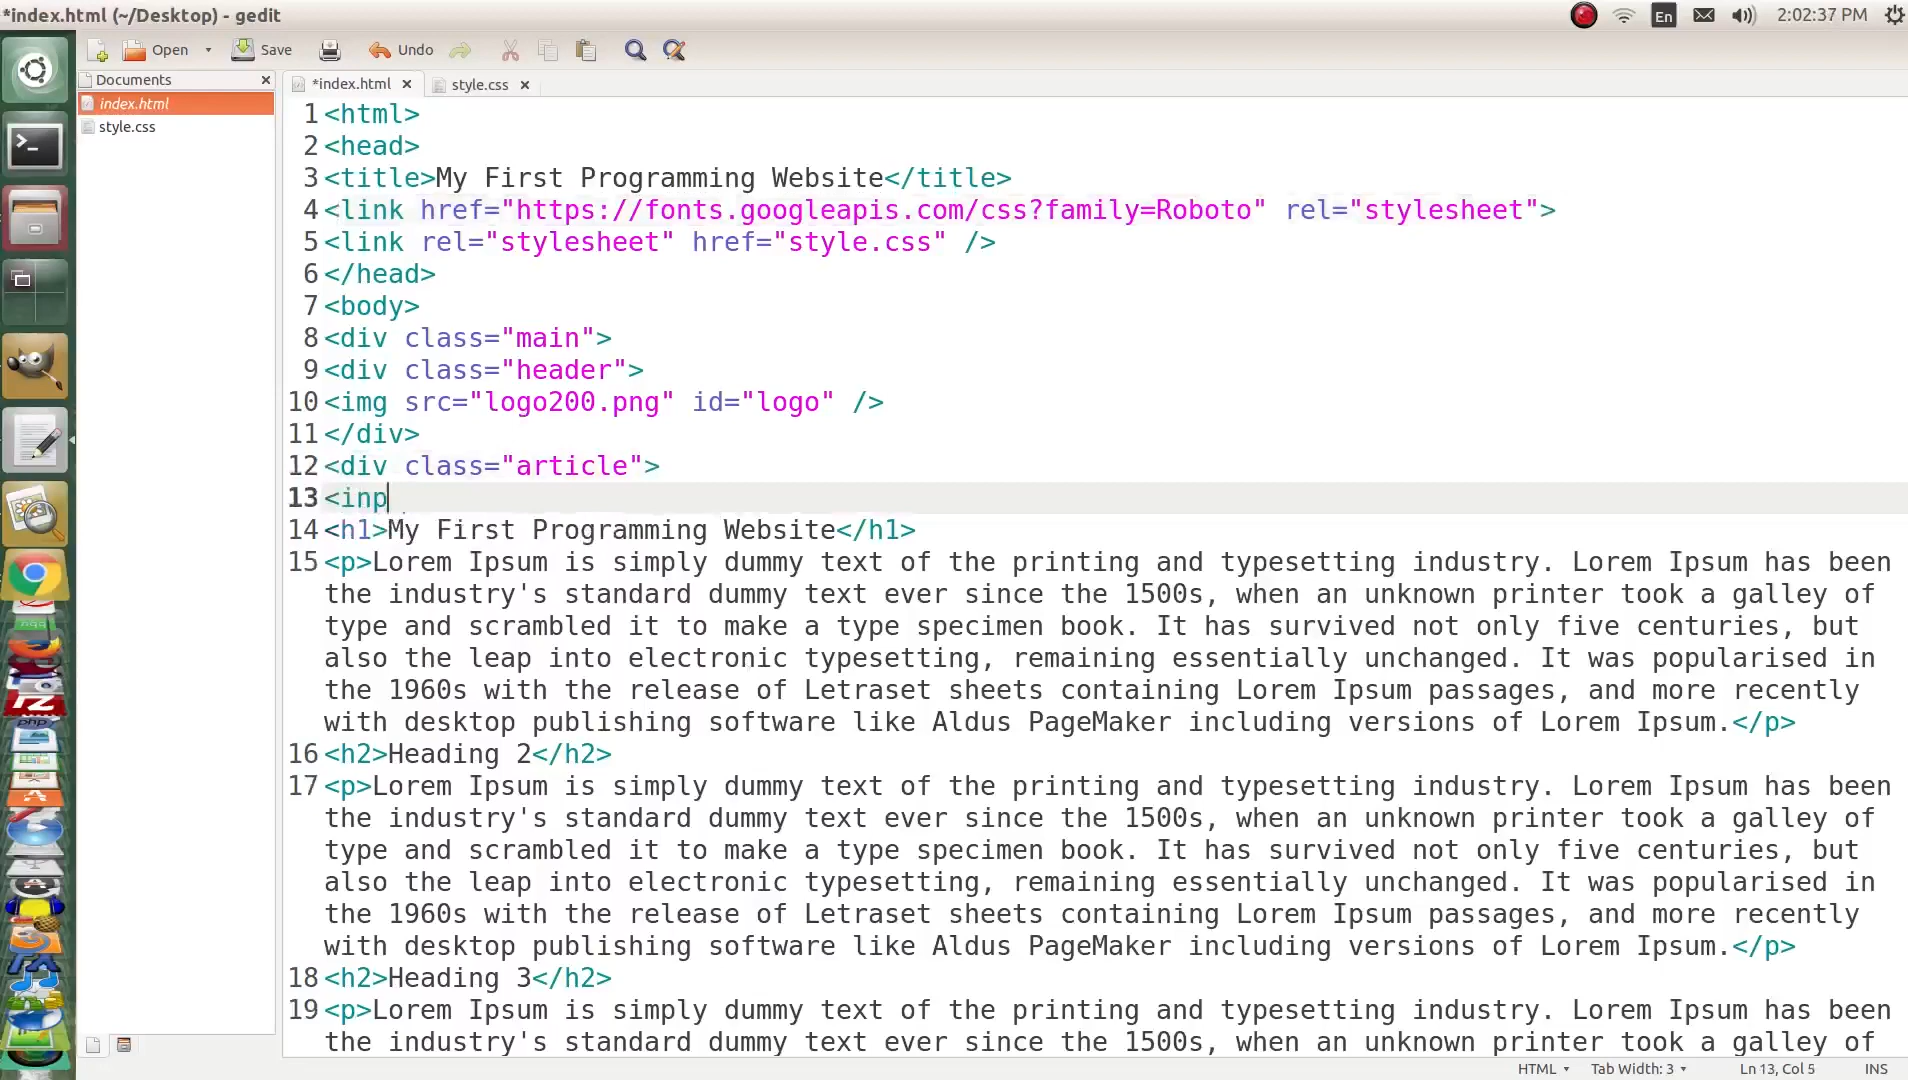 *index.html (~/Desktop) - gedit
En
2:02:37 PM
Open
Save
Undo
Documents
index.html
style.css
*index.html
style.css
1 <html>
2 <head>
3 <title>My First Programming Website</title>
4 <link href="https://fonts.googleapis.com/css?family=Roboto" rel="stylesheet">
5 <link rel="stylesheet" href="style.css" />
6 </head>
7 <body>
8 <div class="main">
9 <div class="header">
10 <img src="logo200.png" id="logo" />
11 </div>
12 <div class="article">
13 <inp
14 <h1>My First Programming Website</h1>
15 <p>Lorem Ipsum is simply dummy text of the printing and typesetting industry. Lorem Ipsum has been
the industry's standard dummy text ever since the 1500s, when an unknown printer took a galley of
type and scrambled it to make a type specimen book. It has survived not only five centuries, but
also the leap into electronic typesetting, remaining essentially unchanged. It was popularised in
the 1960s with the release of Letraset sheets containing Lorem Ipsum passages, and more recently
with desktop publishing software like Aldus PageMaker including versions of Lorem Ipsum.</p>
16 <h2>Heading 2</h2>
17 <p>Lorem Ipsum is simply dummy text of the printing and typesetting industry. Lorem Ipsum has been
the industry's standard dummy text ever since the 1500s, when an unknown printer took a galley of
type and scrambled it to make a type specimen book. It has survived not only five centuries, but
also the leap into electronic typesetting, remaining essentially unchanged. It was popularised in
the 1960s with the release of Letraset sheets containing Lorem Ipsum passages, and more recently
with desktop publishing software like Aldus PageMaker including versions of Lorem Ipsum.</p>
18 <h2>Heading 3</h2>
19 <p>Lorem Ipsum is simply dummy text of the printing and typesetting industry. Lorem Ipsum has been
the industry's standard dummy text ever since the 1500s, when an unknown printer took a galley of
HTML
Tab Width: 3
Ln 13, Col 5
INS